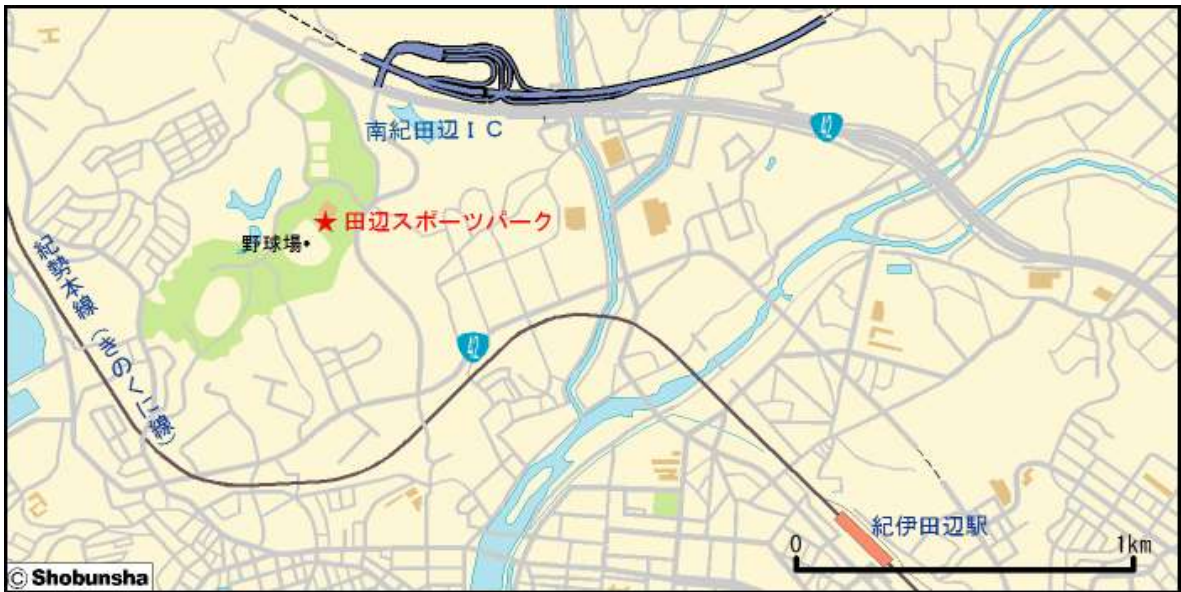 南紀田辺IC
42
★田辺スポーツパーク
野球場
紀勢本線(きのくに線)
42
紀伊田辺駅
0 1km
© Shobunsha